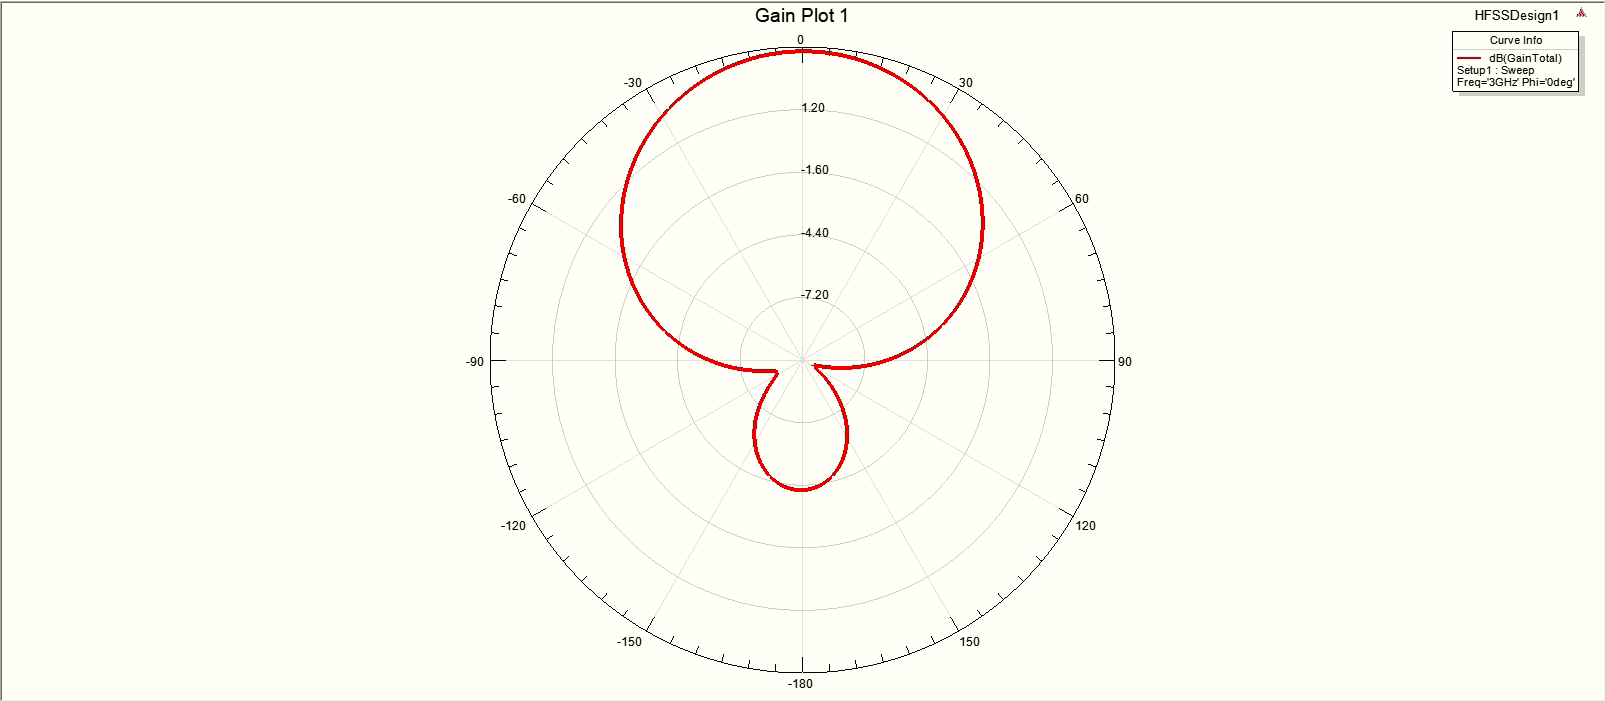 Gain Plot 1
HFSSDesign1
Curve Info
dB(GainTotal)
Setup1 : Sweep
Freq='3GHz' Phi='0deg'
0
-30
30
1.20
-1.60
-60
60
-4.40
-7.20
-90
90
-120
120
-150
150
-180